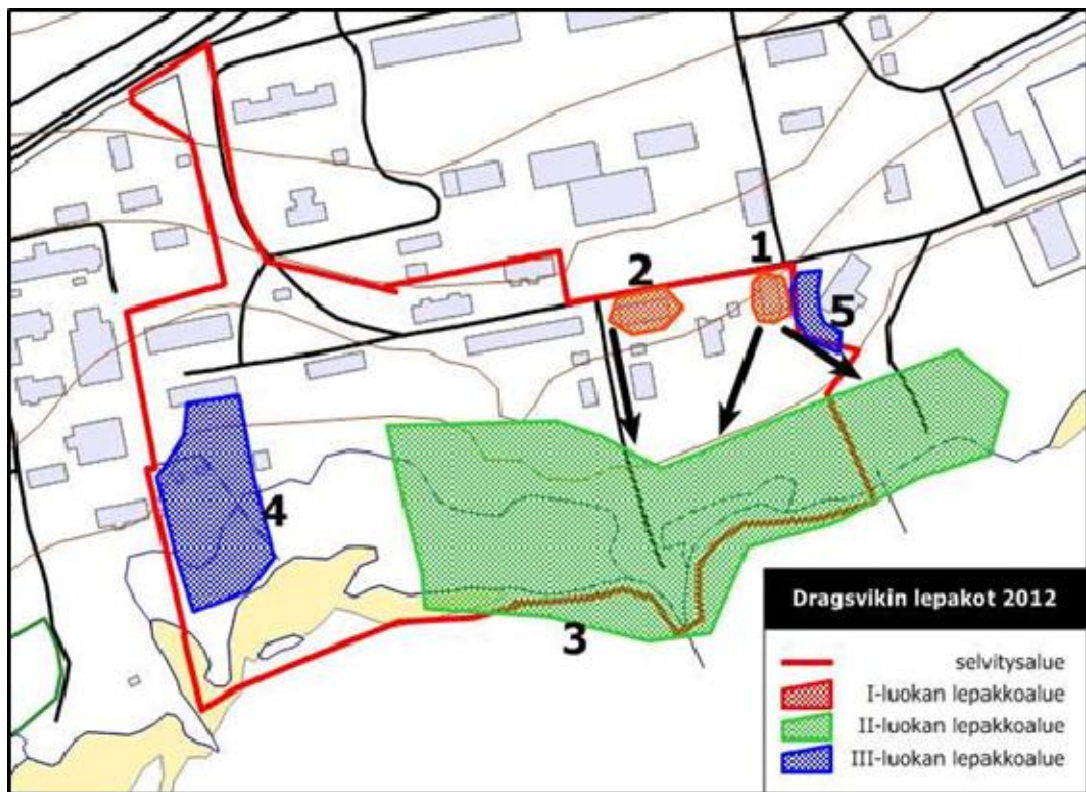 1
2
5
4
3
Dragsvikin lepakot 2012
selvitysalue
I-luokan lepakkoalue
II-luokan lepakkoalue
III-luokan lepakkoalue